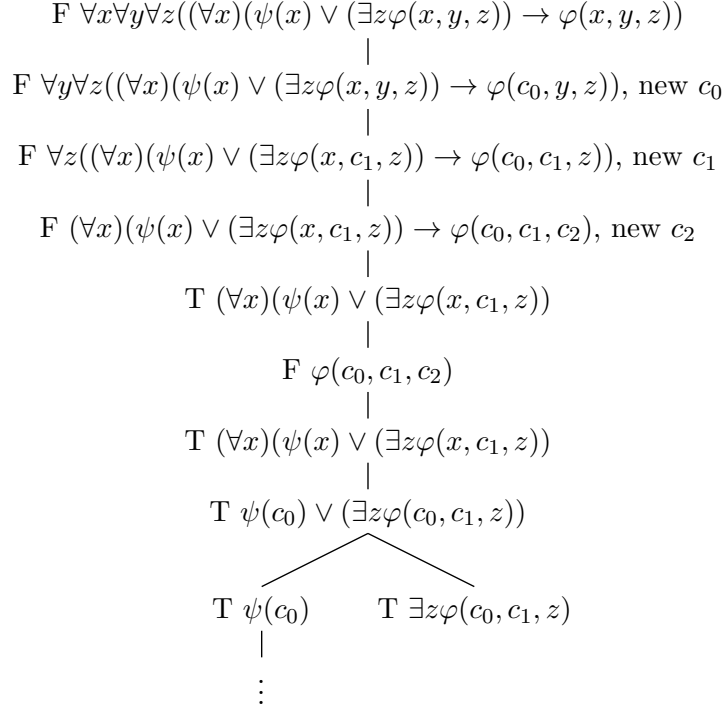 F ∀x∀y∀z((∀x)(ψ(x) ∨ (∃zφ(x, y, z)) → φ(x, y, z))
F ∀y∀z((∀x)(ψ(x) ∨ (∃zφ(x, y, z)) → φ(c₀, y, z)), new c₀
F ∀z((∀x)(ψ(x) ∨ (∃zφ(x, c₁, z)) → φ(c₀, c₁, z)), new c₁
F (∀x)(ψ(x) ∨ (∃zφ(x, c₁, z)) → φ(c₀, c₁, c₂), new c₂
T (∀x)(ψ(x) ∨ (∃zφ(x, c₁, z))
F φ(c₀, c₁, c₂)
T (∀x)(ψ(x) ∨ (∃zφ(x, c₁, z))
T ψ(c₀) ∨ (∃zφ(c₀, c₁, z))
T ψ(c₀) T ∃zφ(c₀, c₁, z)
⋮